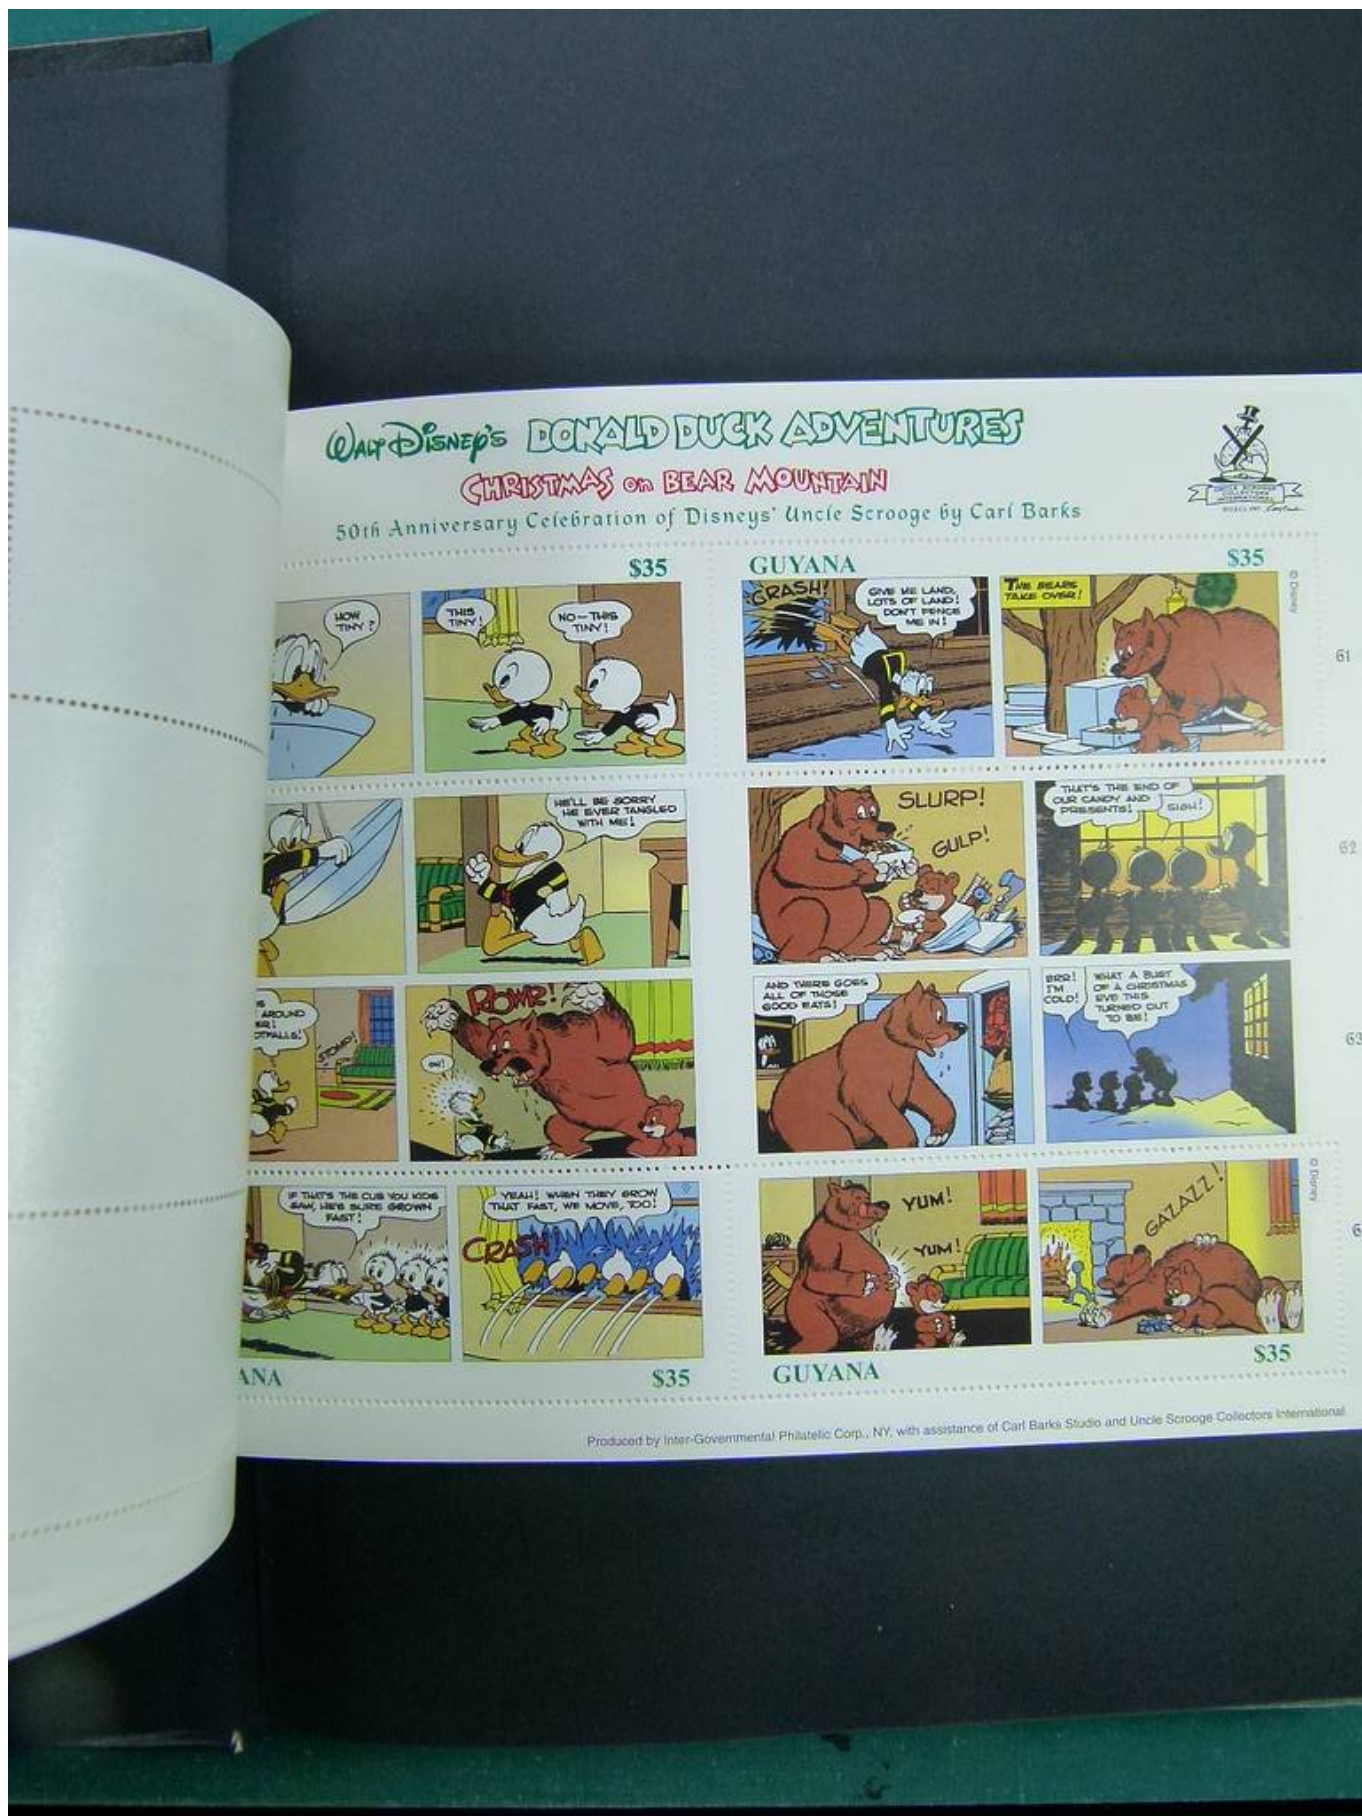 WALT DISNEY'S DONALD DUCK ADVENTURES
CHRISTMAS on BEAR MOUNTAIN
50th Anniversary Celebration of Disneys' Uncle Scrooge by Carl Barks
UNCLE SCROOGE
COLLECTORS
INTERNATIONAL
$35
GUYANA
$35
© Disney
HOW
TINY?
THIS
TINY!
NO—THIS
TINY!
CRASH!
GIVE ME LAND,
LOTS OF LAND!
DON'T FENCE
ME IN!
THE BEARS
TAKE OVER!
61
HE'LL BE SORRY
HE EVER TANGLED
WITH ME!
SLURP!
GULP!
THAT'S THE END OF
OUR CANDY AND
PRESENTS!
SIGH!
62
AROUND
STOMP!
ROWR!
OH!
AND THERE GOES
ALL OF THOSE
GOOD EATS!
BRR!
I'M
COLD!
WHAT A BUST
OF A CHRISTMAS
EVE THIS
TURNED OUT
TO BE!
63
IF THAT'S THE CUB YOU KIDS
SAW, HE'S SURE GROWN
FAST!
YEAH! WHEN THEY GROW
THAT FAST, WE MOVE, TOO!
CRASH!
YUM!
YUM!
GAZAZZ!
© Disney
6
ANA
$35
GUYANA
$35
Produced by Inter-Governmental Philatelic Corp., NY, with assistance of Carl Barks Studio and Uncle Scrooge Collectors International